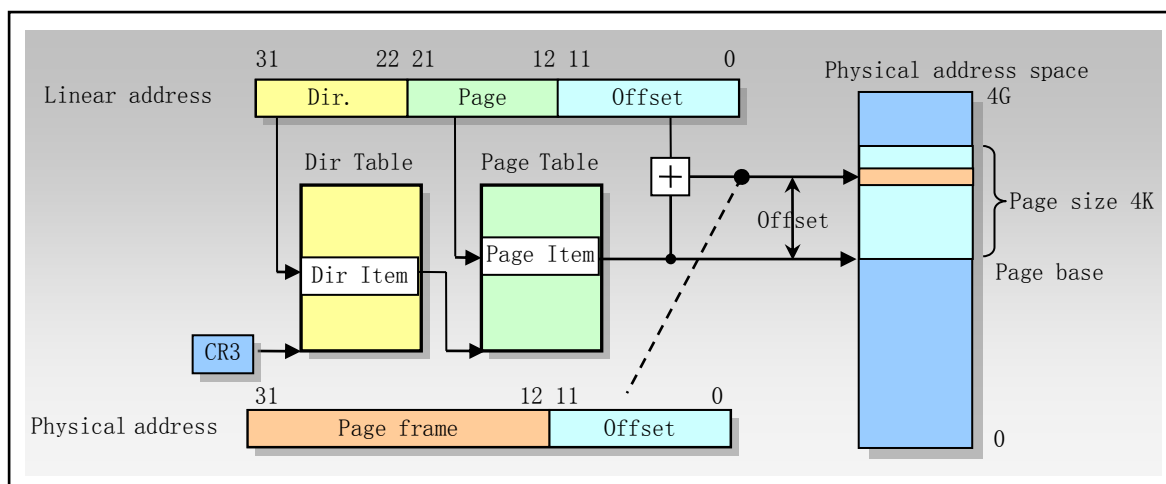 31 22 21 12 11 0
Physical address space
Linear address Dir. Page Offset 4G
Dir Table Page Table
+
Page size 4K
Offset
Page Item
Dir Item Page base
CR3
31 12 11 0
Physical address Page frame Offset 0